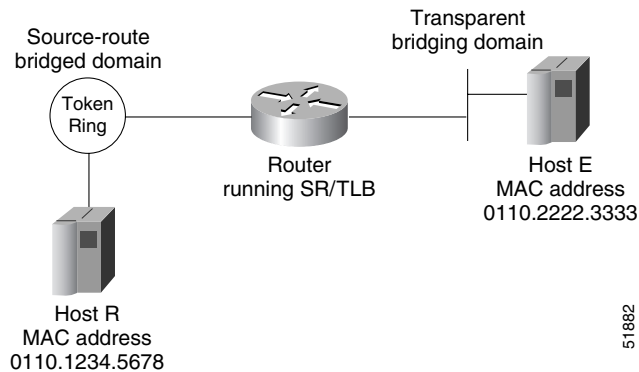 Source-route
bridged domain
Token
Ring
Transparent
bridging domain
Router
running SR/TLB
Host E
MAC address
0110.2222.3333
Host R
MAC address
0110.1234.5678
51882